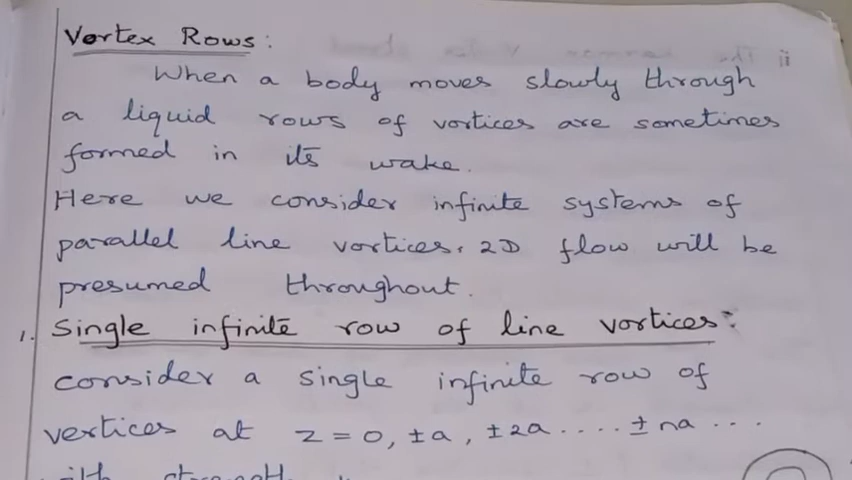 Vortex Rows:
When a body moves slowly through
a liquid rows of vortices are sometimes
formed in its wake.
Here we consider infinite systems of
parallel line vortices. 2D flow will be
presumed throughout.
1. Single infinite row of line vortices:
consider a single infinite row of
vertices at z = 0, ±a, ±2a .... ±na ...
with strength